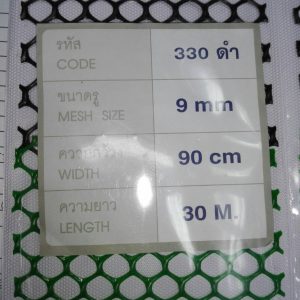 รหัส
CODE
330 ดำ
ขนาดรู
MESH SIZE
9 mm
WIDTH
90 cm
ความยาว
LENGTH
30 M.